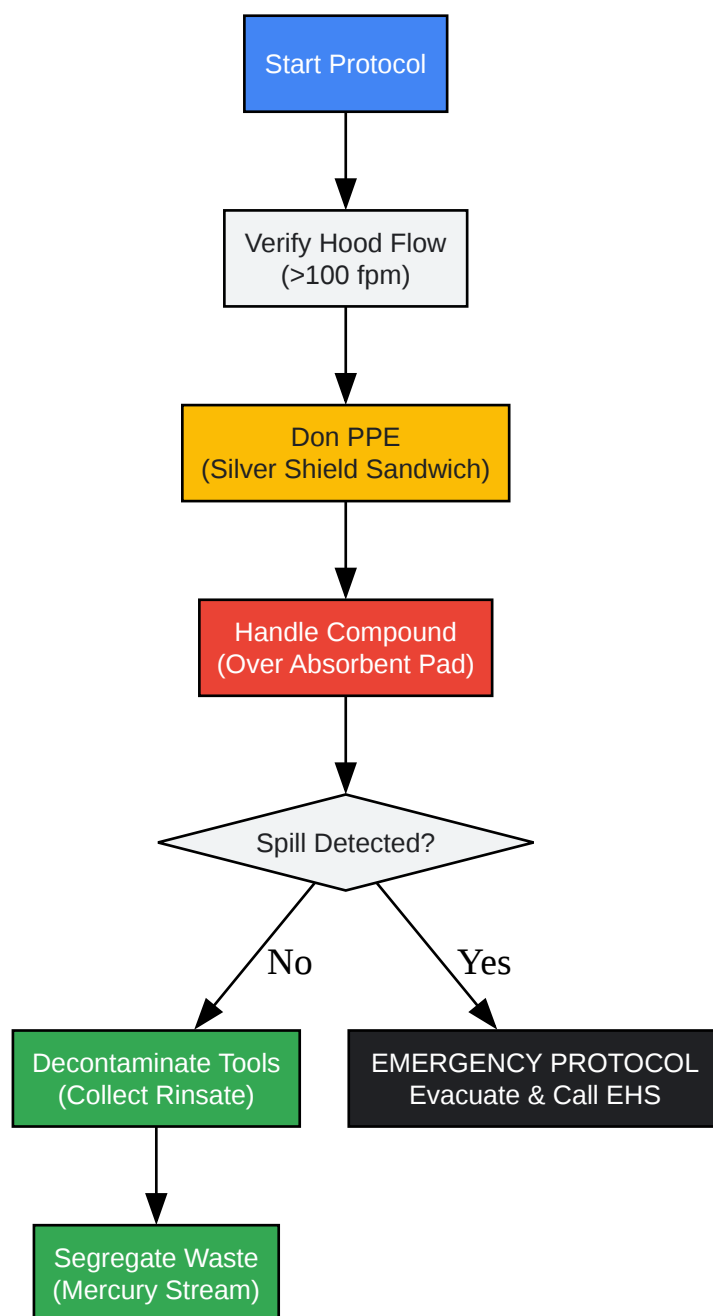 Start Protocol
Verify Hood Flow
(>100 fpm)
Don PPE
(Silver Shield Sandwich)
Handle Compound
(Over Absorbent Pad)
Spill Detected?
No
Yes
Decontaminate Tools
(Collect Rinsate)
EMERGENCY PROTOCOL
Evacuate & Call EHS
Segregate Waste
(Mercury Stream)